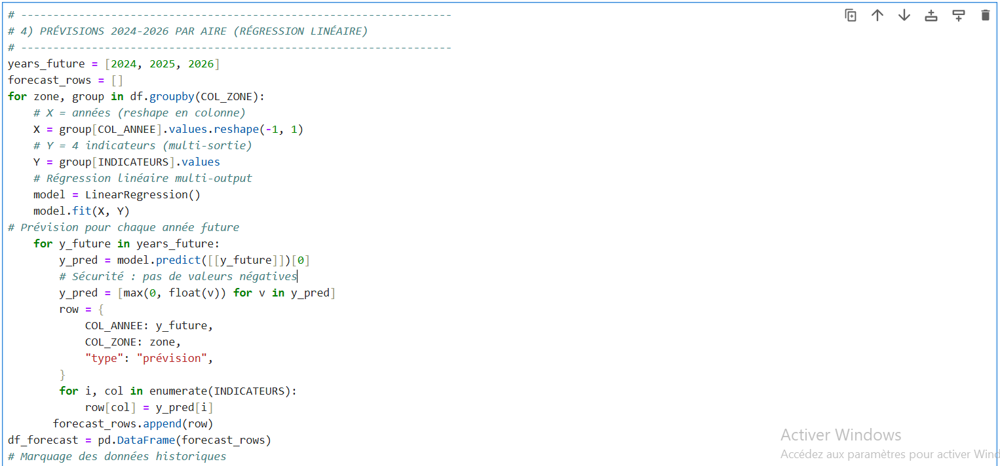 # -------------------------------------------------------------------
# 4) PRÉVISIONS 2024-2026 PAR AIRE (RÉGRESSION LINÉAIRE)
# -------------------------------------------------------------------
years_future = [2024, 2025, 2026]
forecast_rows = []
for zone, group in df.groupby(COL_ZONE):
    # X = années (reshape en colonne)
    X = group[COL_ANNEE].values.reshape(-1, 1)
    # Y = 4 indicateurs (multi-sortie)
    Y = group[INDICATEURS].values
    # Régression linéaire multi-output
    model = LinearRegression()
    model.fit(X, Y)
# Prévision pour chaque année future
    for y_future in years_future:
        y_pred = model.predict([[y_future]])[0]
        # Sécurité : pas de valeurs négatives
        y_pred = [max(0, float(v)) for v in y_pred]
        row = {
            COL_ANNEE: y_future,
            COL_ZONE: zone,
            "type": "prévision",
        }
        for i, col in enumerate(INDICATEURS):
            row[col] = y_pred[i]
       forecast_rows.append(row)
df_forecast = pd.DataFrame(forecast_rows)
# Marquage des données historiques
Activer Windows
Accédez aux paramètres pour activer Wind